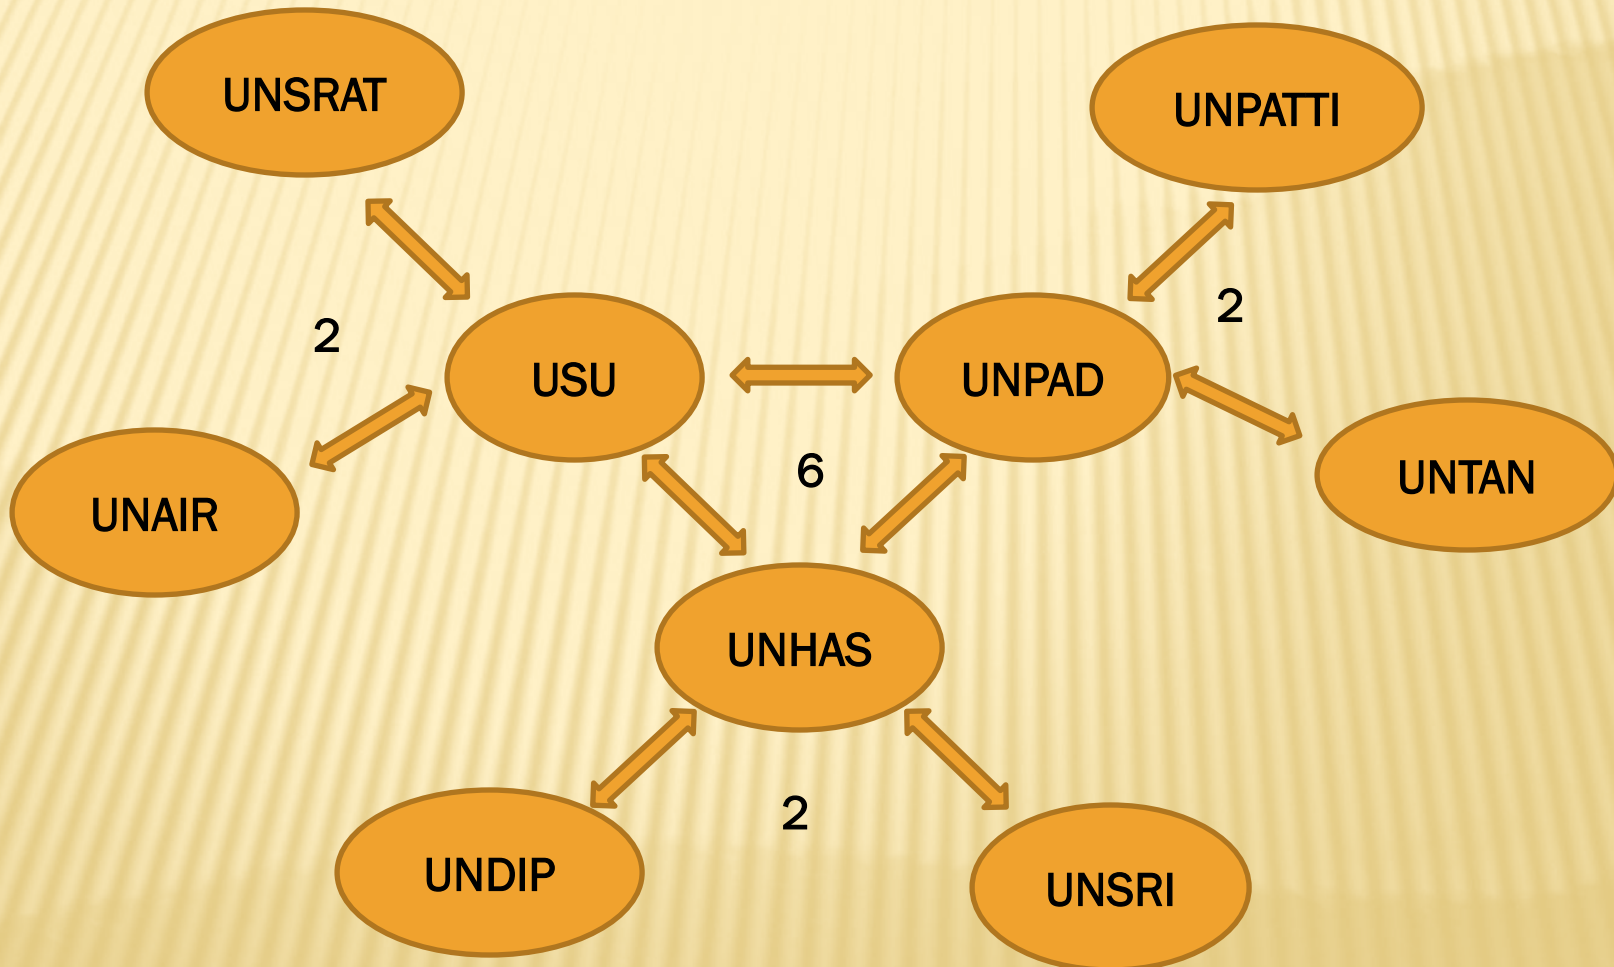 UNSRAT
UNPATTI
2
2
USU
UNPAD
6
UNAIR
UNTAN
UNHAS
2
UNDIP
UNSRI